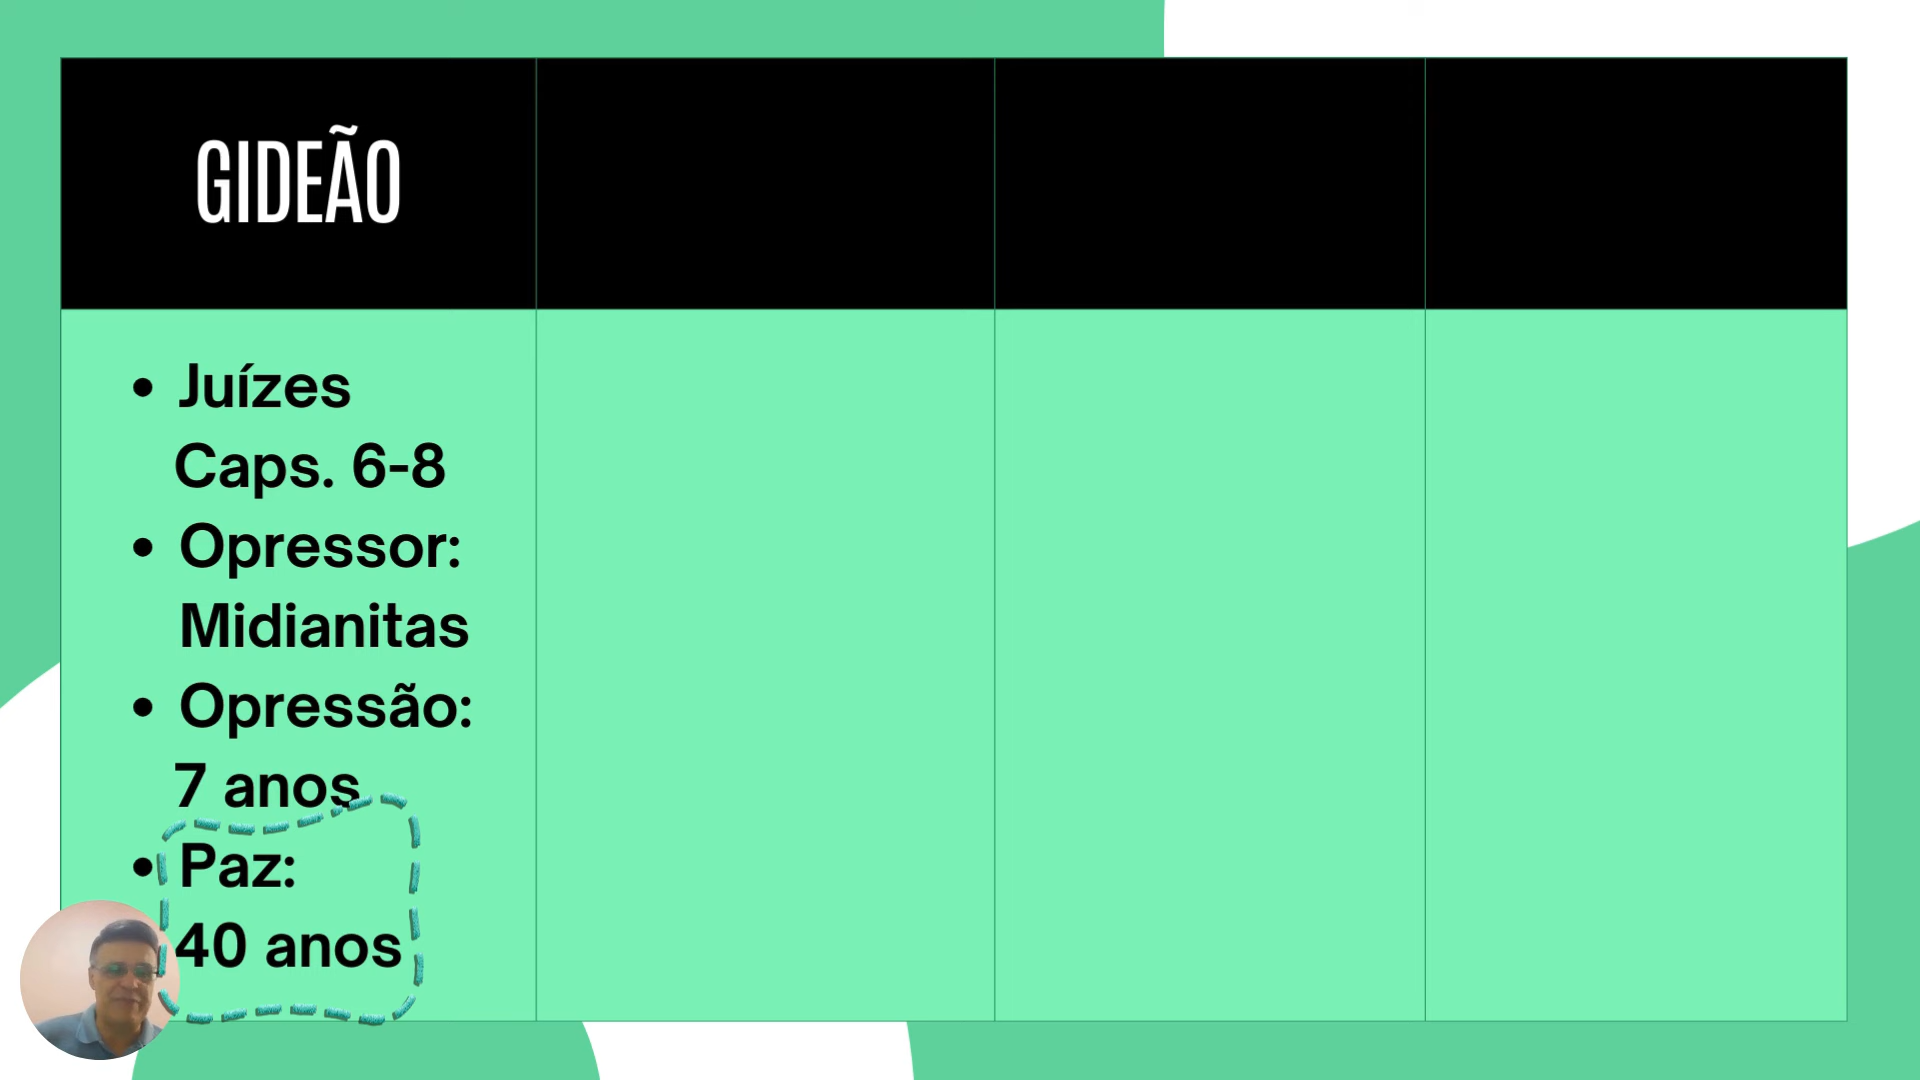 GIDEÃO
• Juízes
Caps. 6-8
• Opressor:
Midianitas
• Opressão:
7 anos
• Paz:
40 anos